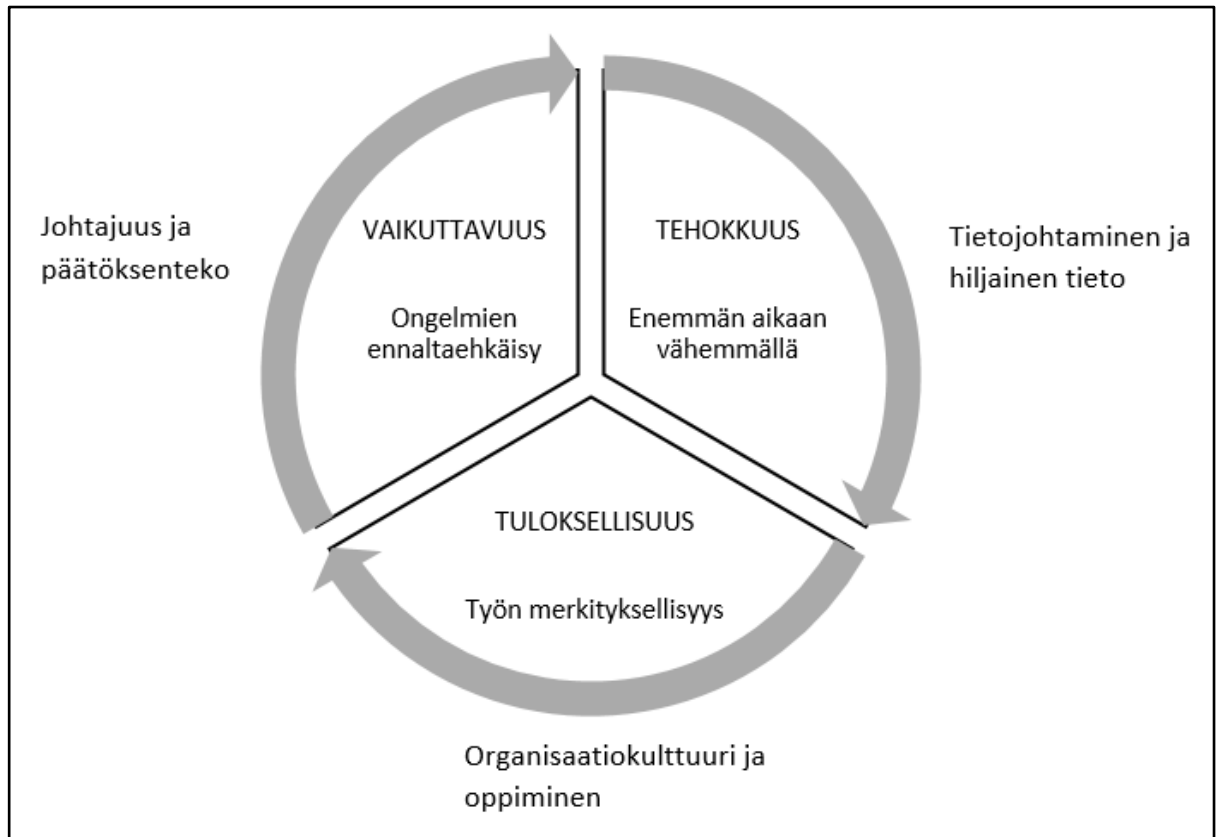 Johtajuus ja
päätöksenteko
VAIKUTTAVUUS
Ongelmien
ennaltaehkäisy
TEHOKKUUS
Enemmän aikaan
vähemmällä
Tietojohtaminen ja
hiljainen tieto
TULOKSELLISUUS
Työn merkityksellisyys
Organisaatiokulttuuri ja
oppiminen